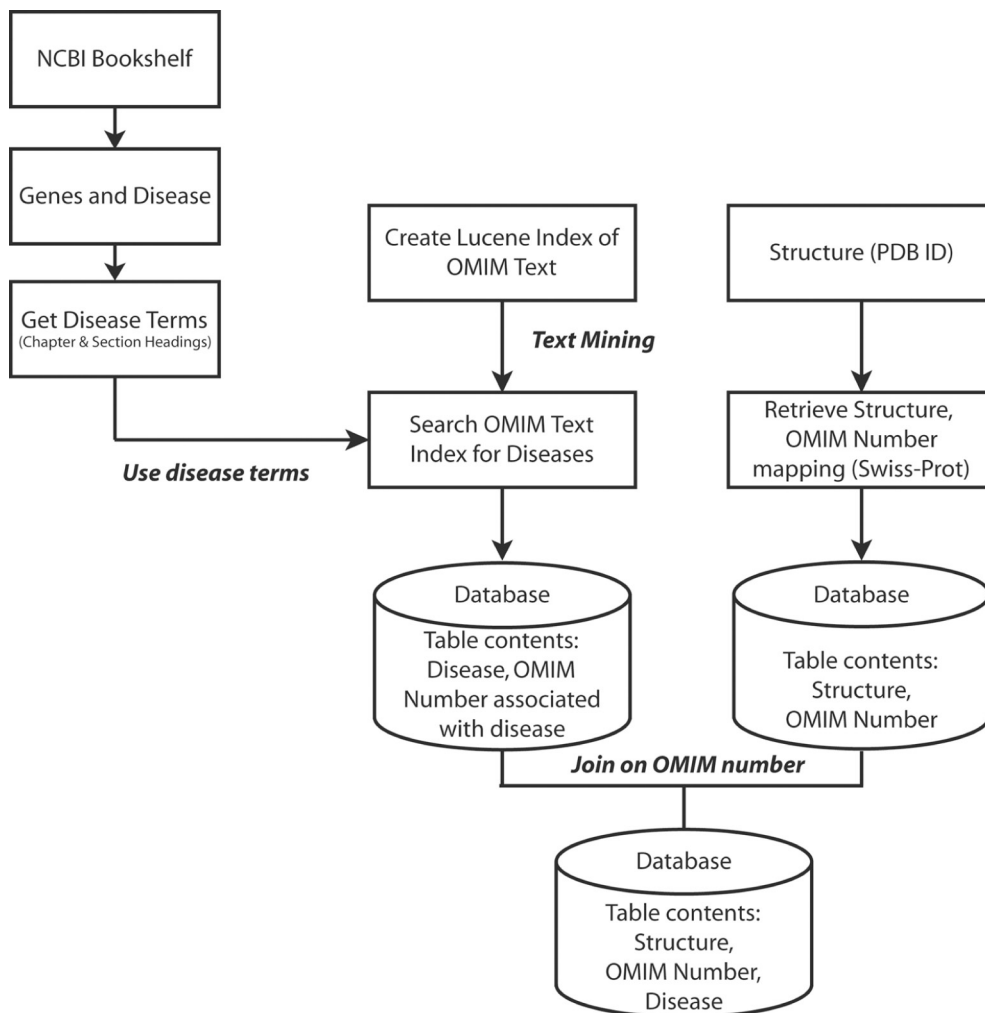 NCBI Bookshelf
Genes and Disease
Get Disease Terms
(Chapter & Section Headings)
Use disease terms
Create Lucene Index of
OMIM Text
Text Mining
Search OMIM Text
Index for Diseases
Structure (PDB ID)
Retrieve Structure,
OMIM Number
mapping (Swiss-Prot)
Database
Table contents:
Disease, OMIM
Number associated
with disease
Database
Table contents:
Structure,
OMIM Number
Join on OMIM number
Database
Table contents:
Structure,
OMIM Number,
Disease